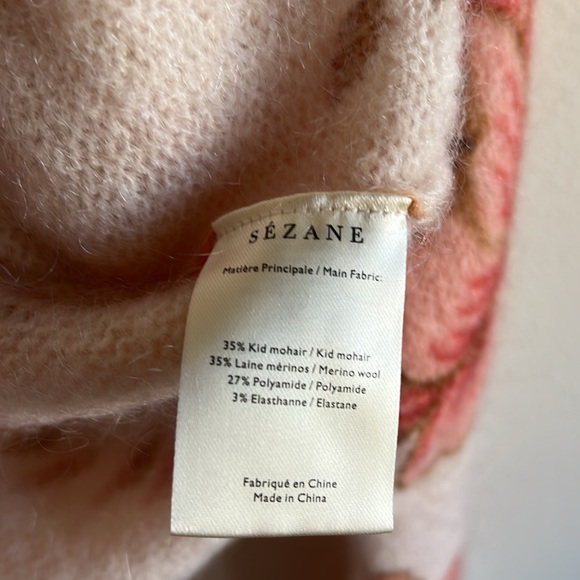 SÉZANE
Matière Principale / Main Fabric:
35% Kid mohair / Kid mohair
35% Laine mérinos / Merino wool
27% Polyamide / Polyamide
3% Elasthanne / Elastane
Fabriqué en Chine
Made in China